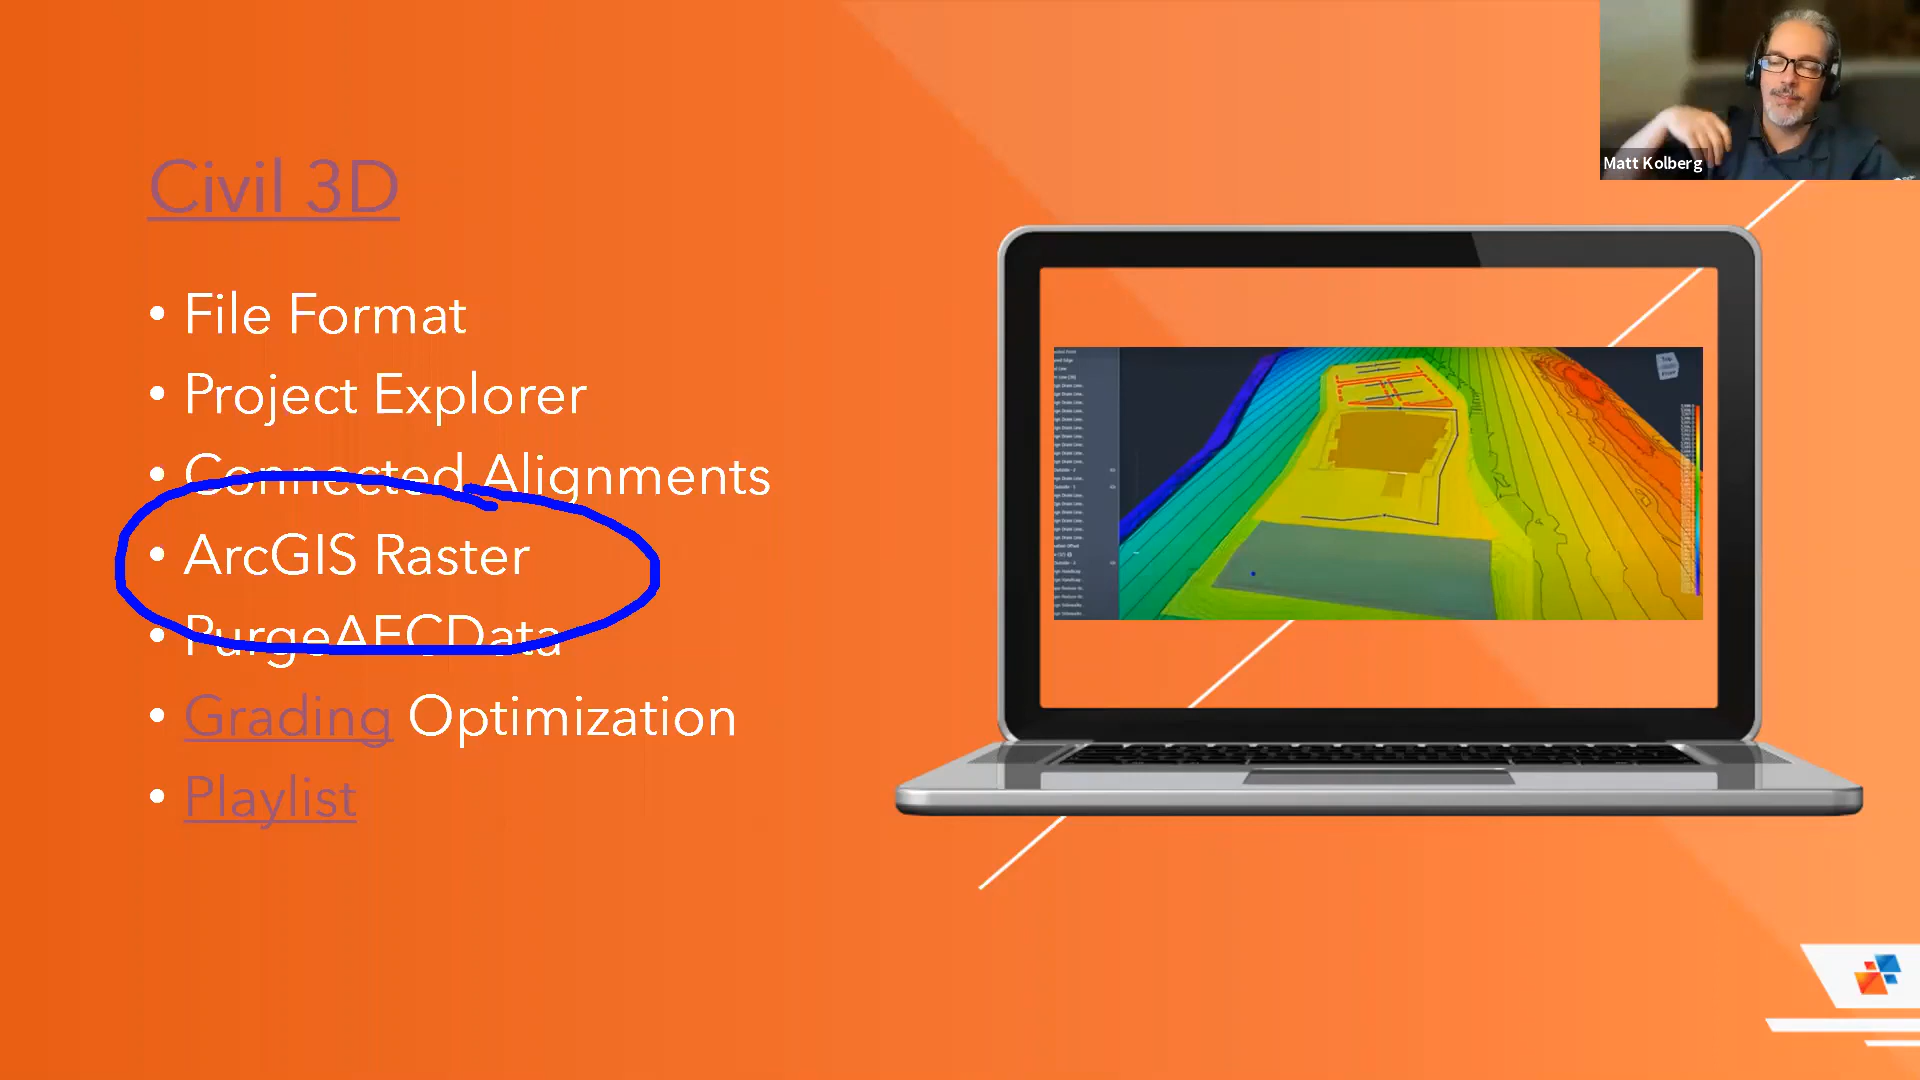 Matt Kolberg
Civil 3D
• File Format
• Project Explorer
• Connected Alignments
• ArcGIS Raster
• PurgeAECData
• Grading Optimization
• Playlist